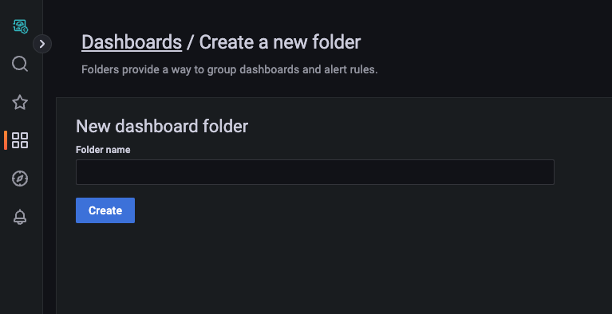 Dashboards / Create a new folder
Folders provide a way to group dashboards and alert rules.
New dashboard folder
Folder name
Create